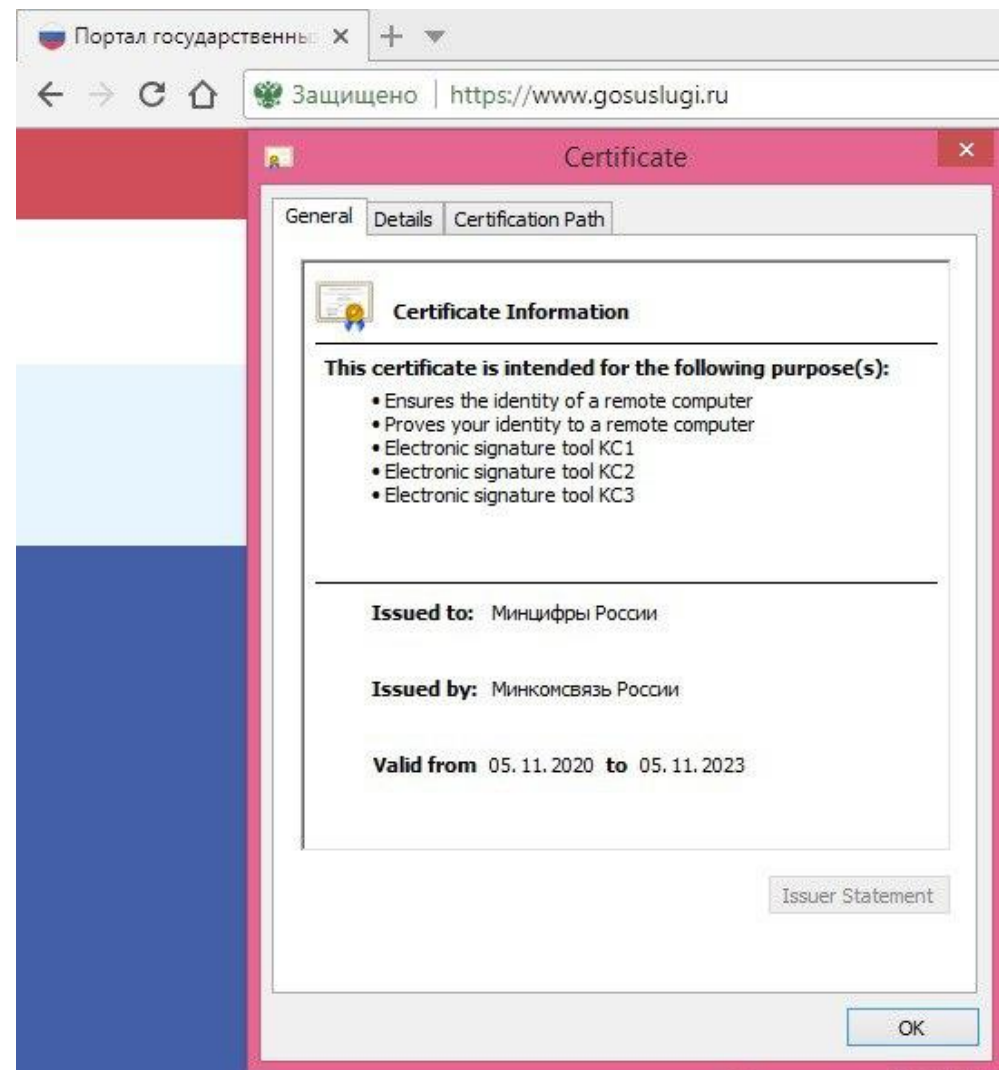 Портал государственны
Защищено | https://www.gosuslugi.ru
Certificate
General Details Certification Path
Certificate Information
This certificate is intended for the following purpose(s):
• Ensures the identity of a remote computer
• Proves your identity to a remote computer
• Electronic signature tool KC1
• Electronic signature tool KC2
• Electronic signature tool KC3
Issued to: Минцифры России
Issued by: Минкомсвязь России
Valid from 05.11.2020 to 05.11.2023
Issuer Statement
OK